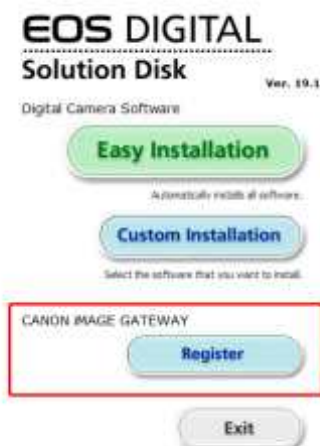 EOS DIGITAL
Solution Disk
Ver. 19.1
Digital Camera Software
Easy Installation
Automatically installs all software.
Custom Installation
Select the software that you want to install.
CANON IMAGE GATEWAY
Register
Exit